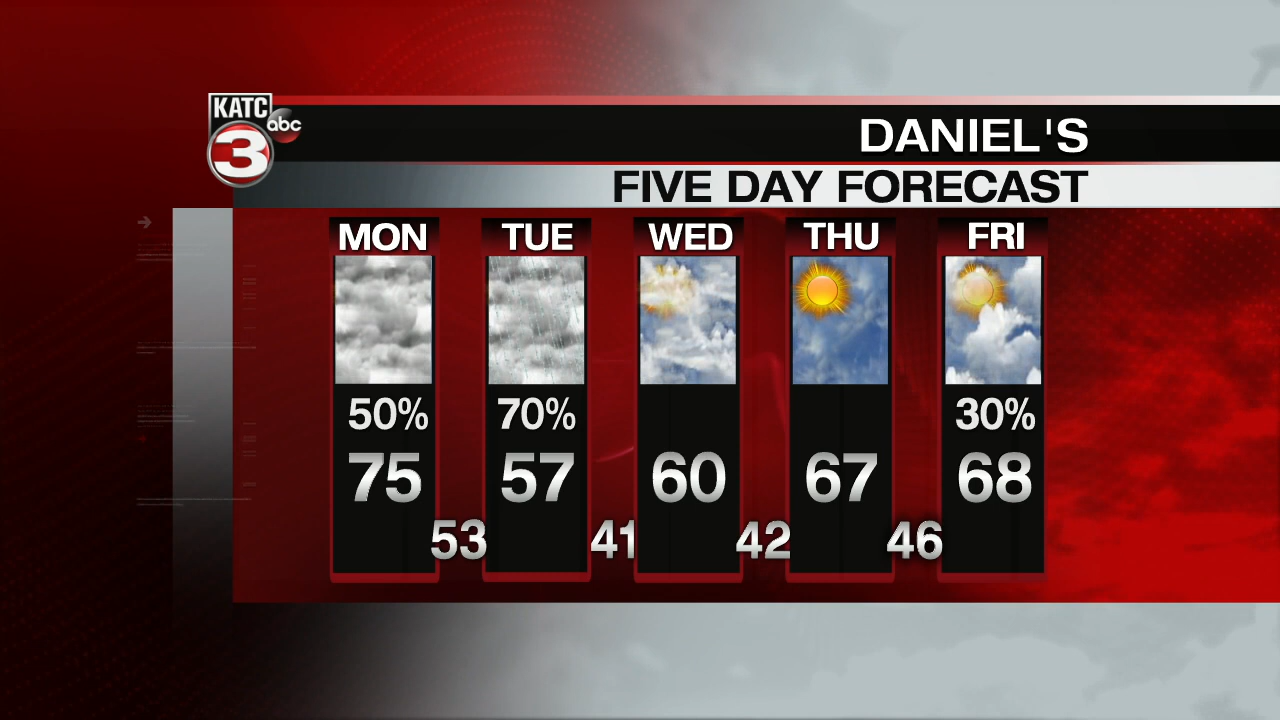 KATC
abc
3
DANIEL'S
FIVE DAY FORECAST
MON TUE WED THU FRI
50% 70% 30%
75 57 60 67 68
53 41 42 46